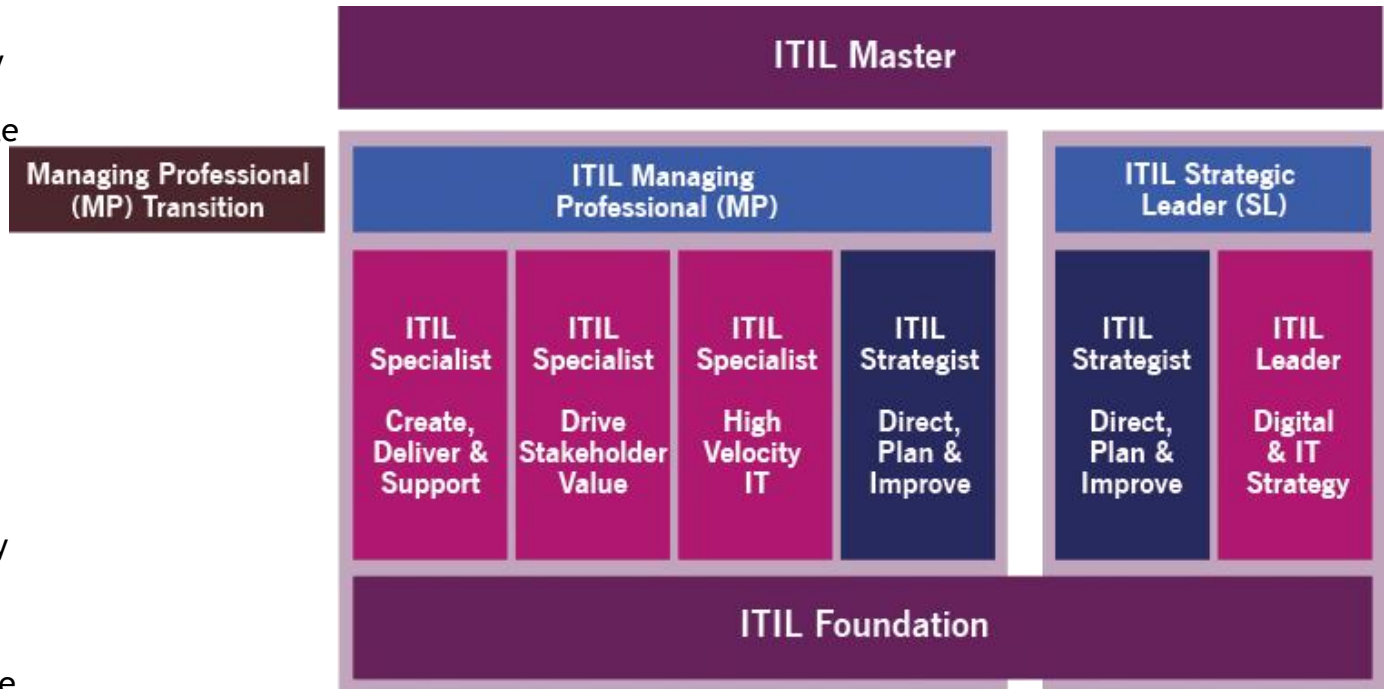 ITIL Master
y
e
Managing Professional
(MP) Transition
ITIL Managing
Professional (MP)
ITIL Strategic
Leader (SL)
ITIL
Specialist
Create,
Deliver &
Support
ITIL
Specialist
Drive
Stakeholder
Value
ITIL
Specialist
High
Velocity
IT
ITIL
Strategist
Direct,
Plan &
Improve
ITIL
Strategist
Direct,
Plan &
Improve
ITIL
Leader
Digital
& IT
Strategy
y
ITIL Foundation
e